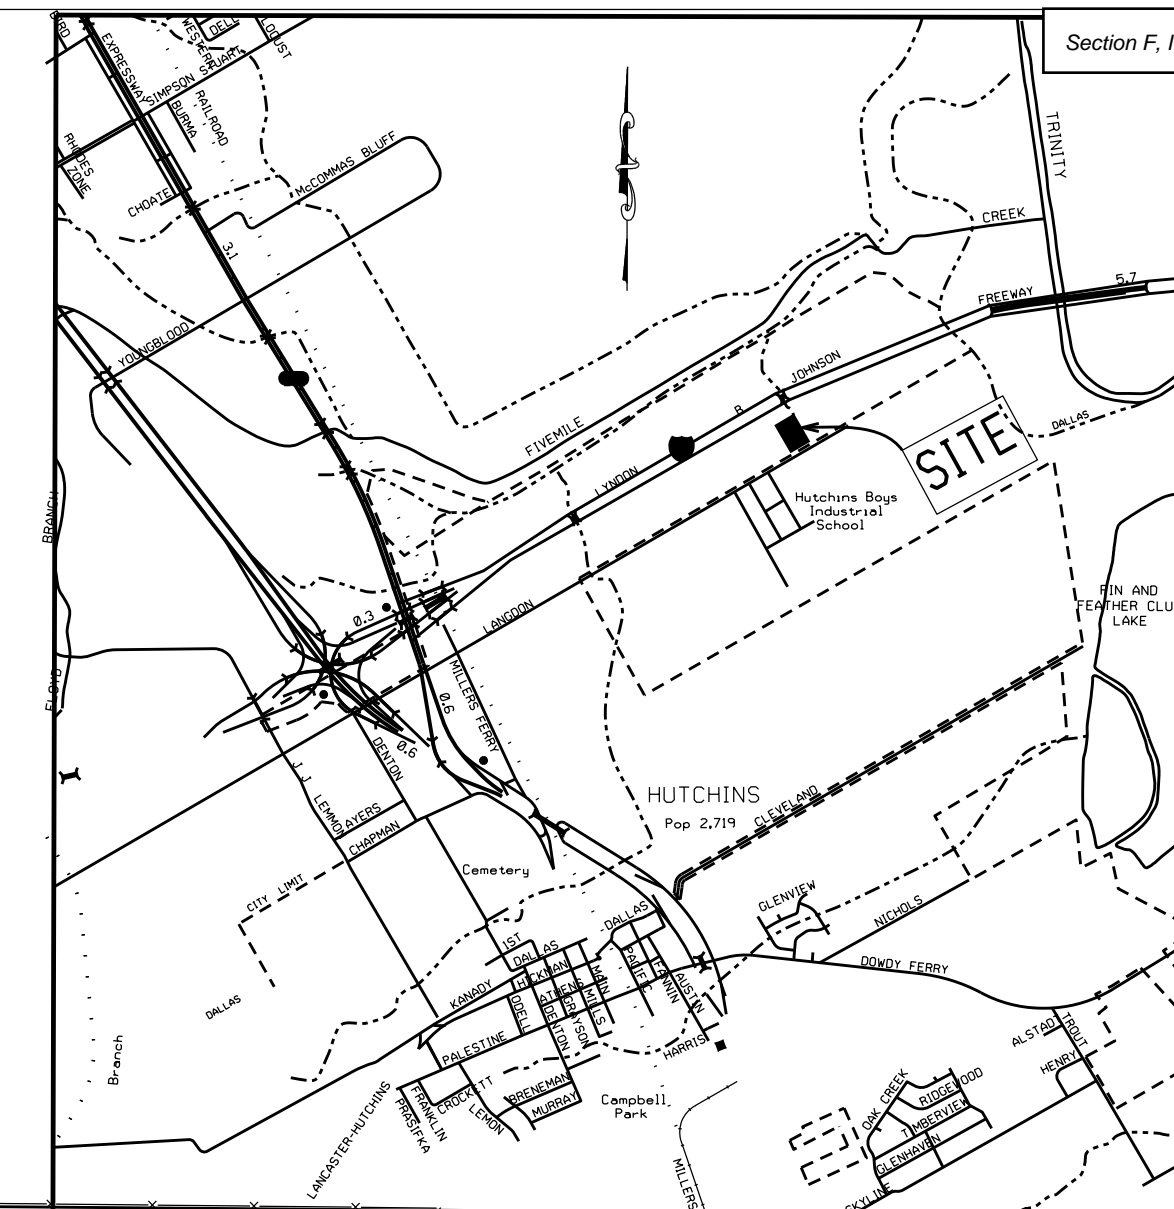 Section F, I
BIRD
EXPRESSWAY
WESTERN
DELL
LOCUST
SIMPSON STUART
BURMA
RAILROAD
RHODES
ZONE
CHOATE
McCOMMAS BLUFF
3.1
TRINITY
CREEK
FREEWAY
5.7
YOUNGBLOOD
JOHNSON
B
FIVEMILE
LYNDON
DALLAS
SITE
Hutchins Boys
Industrial
School
BRANCH
FLOYD
PIN AND
FEATHER CLU
LAKE
0.3
LANGDON
MILLERS FERRY
0.6
0.6
DENTON
J J LEMMON
AYERS
CHAPMAN
HUTCHINS
Pop 2,719
CLEVELAND
Cemetery
CITY LIMIT
GLENVIEW
NICHOLS
DALLAS
DOWDY FERRY
1ST
DALLAS
HICKMAN
KANADY
ATHENS
MAIN
MILLS
GRAYSON
DENTON
ODELL
PACIFIC
FANNIN
AUSTIN
HARRIS
PALESTINE
DALLAS
Branch
ALSTADT
TROUT
HENRY
LANCASTER-HUTCHINS
FRANKLIN
PRASIFKA
CROCKETT
LEMON
BRENEMAN
MURRAY
Campbell
Park
OAK CREEK
RIDGEWOOD
TIMBERVIEW
GLENHAVEN
SKYLINE
MILLERS